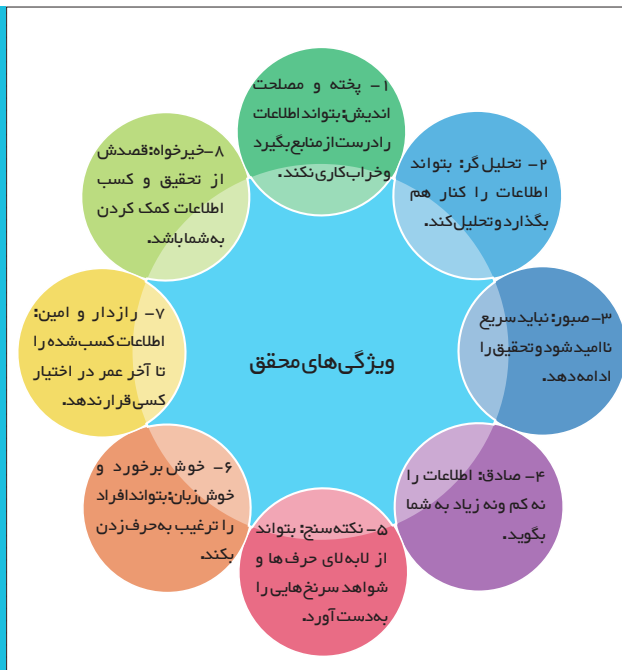 ویژگی‌های محقق
۱- پخته و مصلحت
اندیش: بتواند اطلاعات
را درست از منابع بگیرد
و خراب کاری نکند.
۲- تحلیل گر: بتواند
اطلاعات را کنار هم
بگذارد و تحلیل کند.
۳- صبور: نباید سریع
ناامید شود و تحقیق را
ادامه دهد.
۴- صادق: اطلاعات را
نه کم ونه زیاد به شما
بگوید.
۵- نکته سنج: بتواند
از لابه لای حرف ها و
شواهد سرنخ هایی را
به دست آورد.
۶- خوش برخورد و
خوش زبان: بتواند افراد
را ترغیب به حرف زدن
بکند.
۷- رازدار و امین:
اطلاعات کسب شده را
تا آخر عمر در اختیار
کسی قرار ندهد.
۸- خیرخواه: قصدش
از تحقیق و کسب
اطلاعات کمک کردن
به شما باشد.